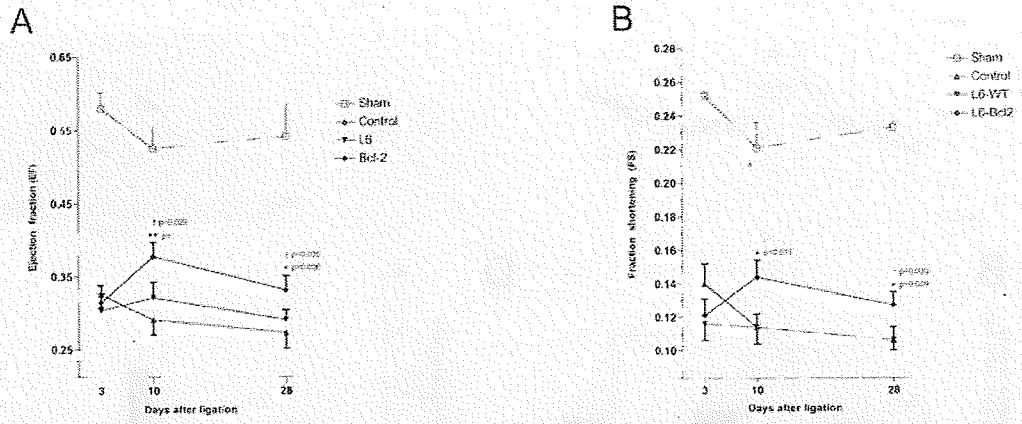 A
0.65
0.55
0.45
0.35
0.25
Ejection fraction (EF)
3
10
28
Days after ligation
Sham
Control
L6
Bcl-2
B
0.28
0.26
0.24
0.22
0.20
0.18
0.16
0.14
0.12
0.10
Fraction shortening (FS)
3
10
28
Days after ligation
Sham
Control
L6-WT
L6-Bcl2